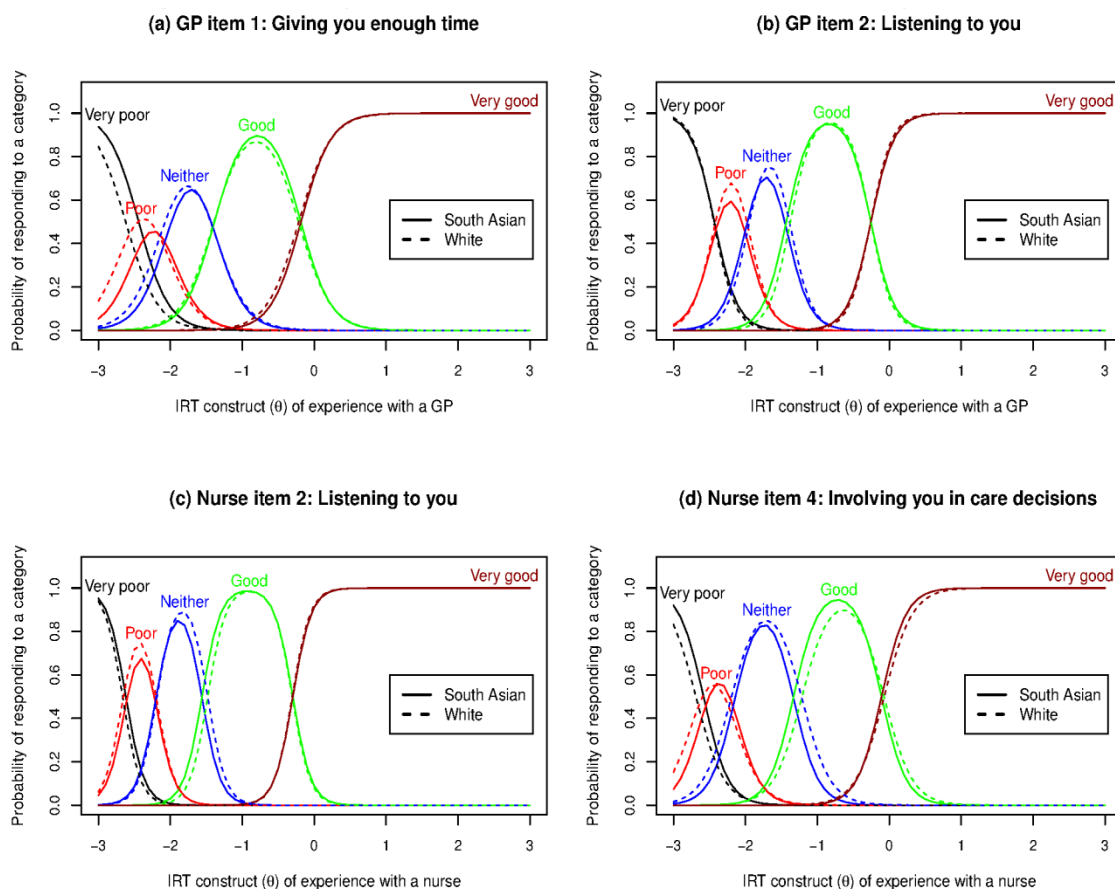 (a) GP item 1: Giving you enough time
Probability of responding to a category
1.0
0.8
0.6
0.4
0.2
0.0
Very poor
Poor
Neither
Good
Very good
South Asian
White
−3 −2 −1 0 1 2 3
IRT construct (θ) of experience with a GP
(b) GP item 2: Listening to you
Probability of responding to a category
1.0
0.8
0.6
0.4
0.2
0.0
Very poor
Poor
Neither
Good
Very good
South Asian
White
−3 −2 −1 0 1 2 3
IRT construct (θ) of experience with a GP
(c) Nurse item 2: Listening to you
Probability of responding to a category
1.0
0.8
0.6
0.4
0.2
0.0
Very poor
Poor
Neither
Good
Very good
South Asian
White
−3 −2 −1 0 1 2 3
IRT construct (θ) of experience with a nurse
(d) Nurse item 4: Involving you in care decisions
Probability of responding to a category
1.0
0.8
0.6
0.4
0.2
0.0
Very poor
Poor
Neither
Good
Very good
South Asian
White
−3 −2 −1 0 1 2 3
IRT construct (θ) of experience with a nurse